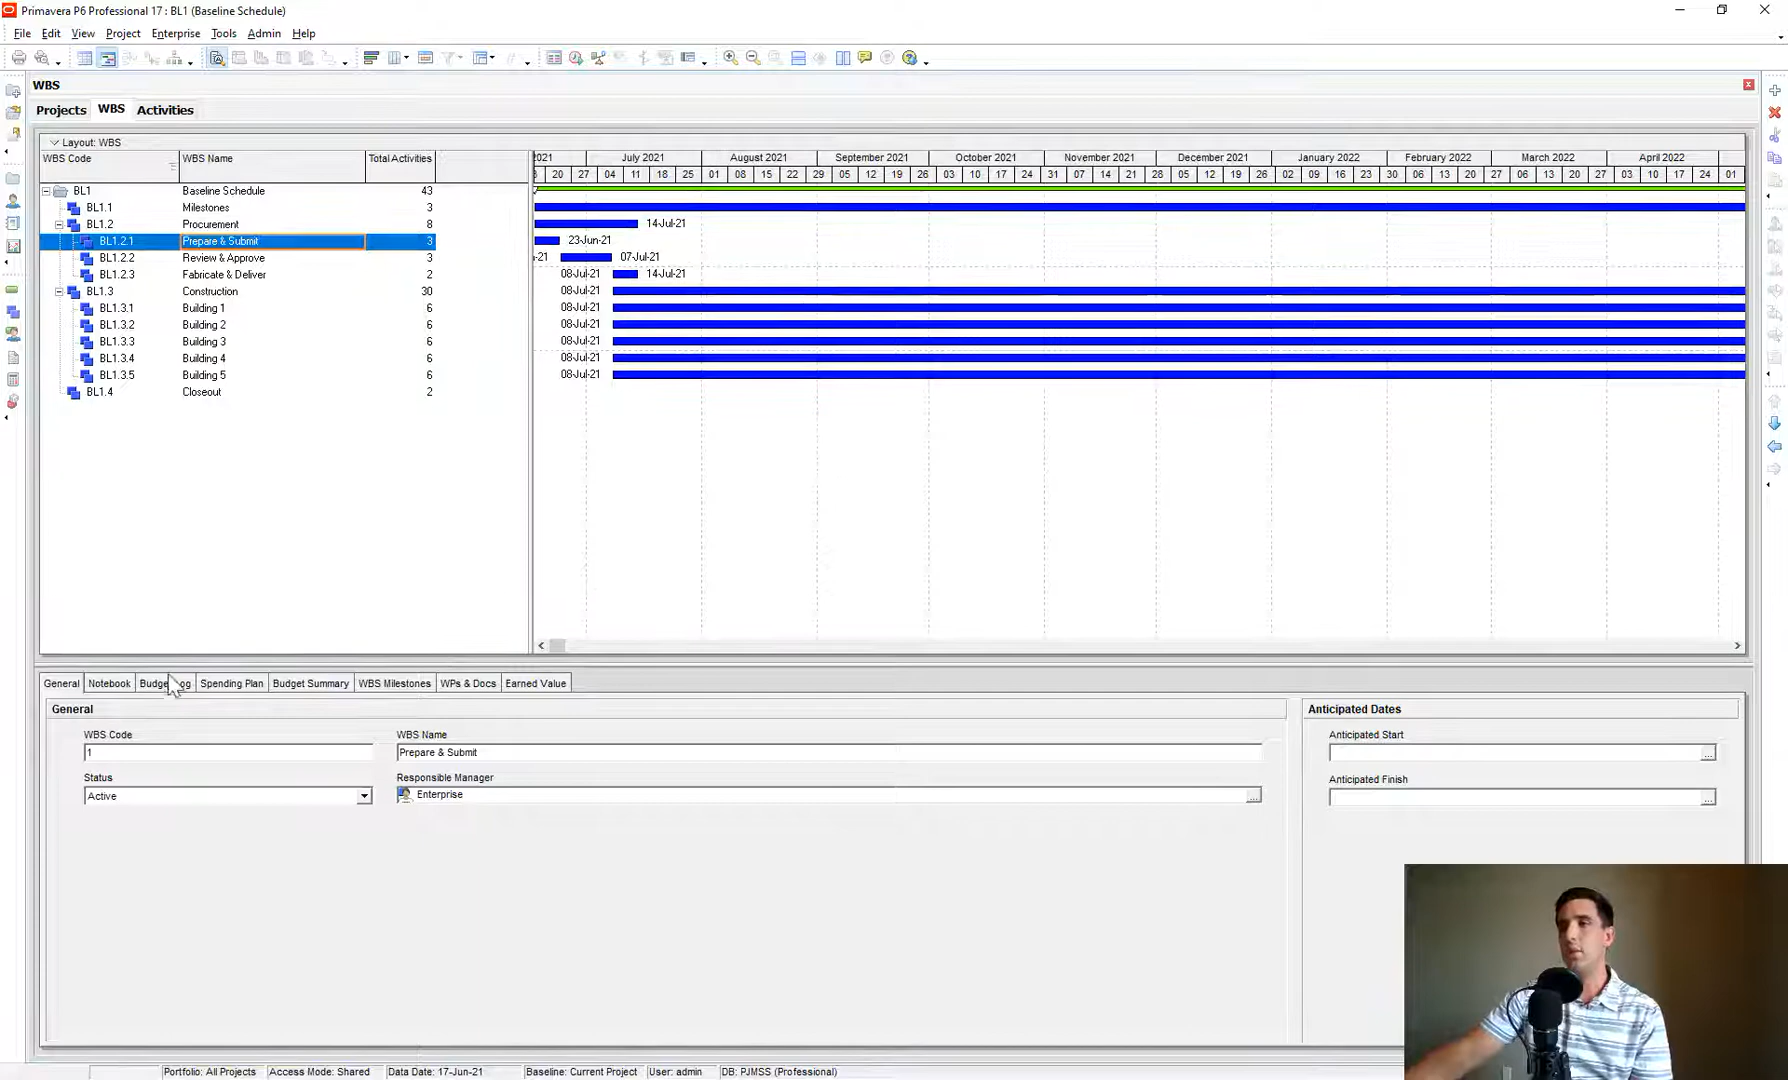 Primavera P6 Professional 17 : BL1 (Baseline Schedule)
File Edit View Project Enterprise Tools Admin Help
WBS
Projects WBS Activities
Layout: WBS
WBS Code WBS Name Total Activities
2021 July 2021 August 2021 September 2021 October 2021 November 2021 December 2021 January 2022 February 2022 March 2022 April 2022
20 27 04 11 18 25 01 08 15 22 29 05 12 19 26 03 10 17 24 31 07 14 21 28 05 12 19 26 02 09 16 23 30 06 13 20 27 06 13 20 27 03 10 17 24 01
BL1 Baseline Schedule 43
BL1.1 Milestones 3
BL1.2 Procurement 8 14-Jul-21
BL1.2.1 Prepare & Submit 3 23-Jun-21
BL1.2.2 Review & Approve 3 -21 07-Jul-21
BL1.2.3 Fabricate & Deliver 2 08-Jul-21 14-Jul-21
BL1.3 Construction 30 08-Jul-21
BL1.3.1 Building 1 6 08-Jul-21
BL1.3.2 Building 2 6 08-Jul-21
BL1.3.3 Building 3 6 08-Jul-21
BL1.3.4 Building 4 6 08-Jul-21
BL1.3.5 Building 5 6 08-Jul-21
BL1.4 Closeout 2
General Notebook Budget Log Spending Plan Budget Summary WBS Milestones WPs & Docs Earned Value
General Anticipated Dates
WBS Code WBS Name Anticipated Start
1 Prepare & Submit
Status Responsible Manager Anticipated Finish
Active Enterprise
Portfolio: All Projects Access Mode: Shared Data Date: 17-Jun-21 Baseline: Current Project User: admin DB: PJMSS (Professional)